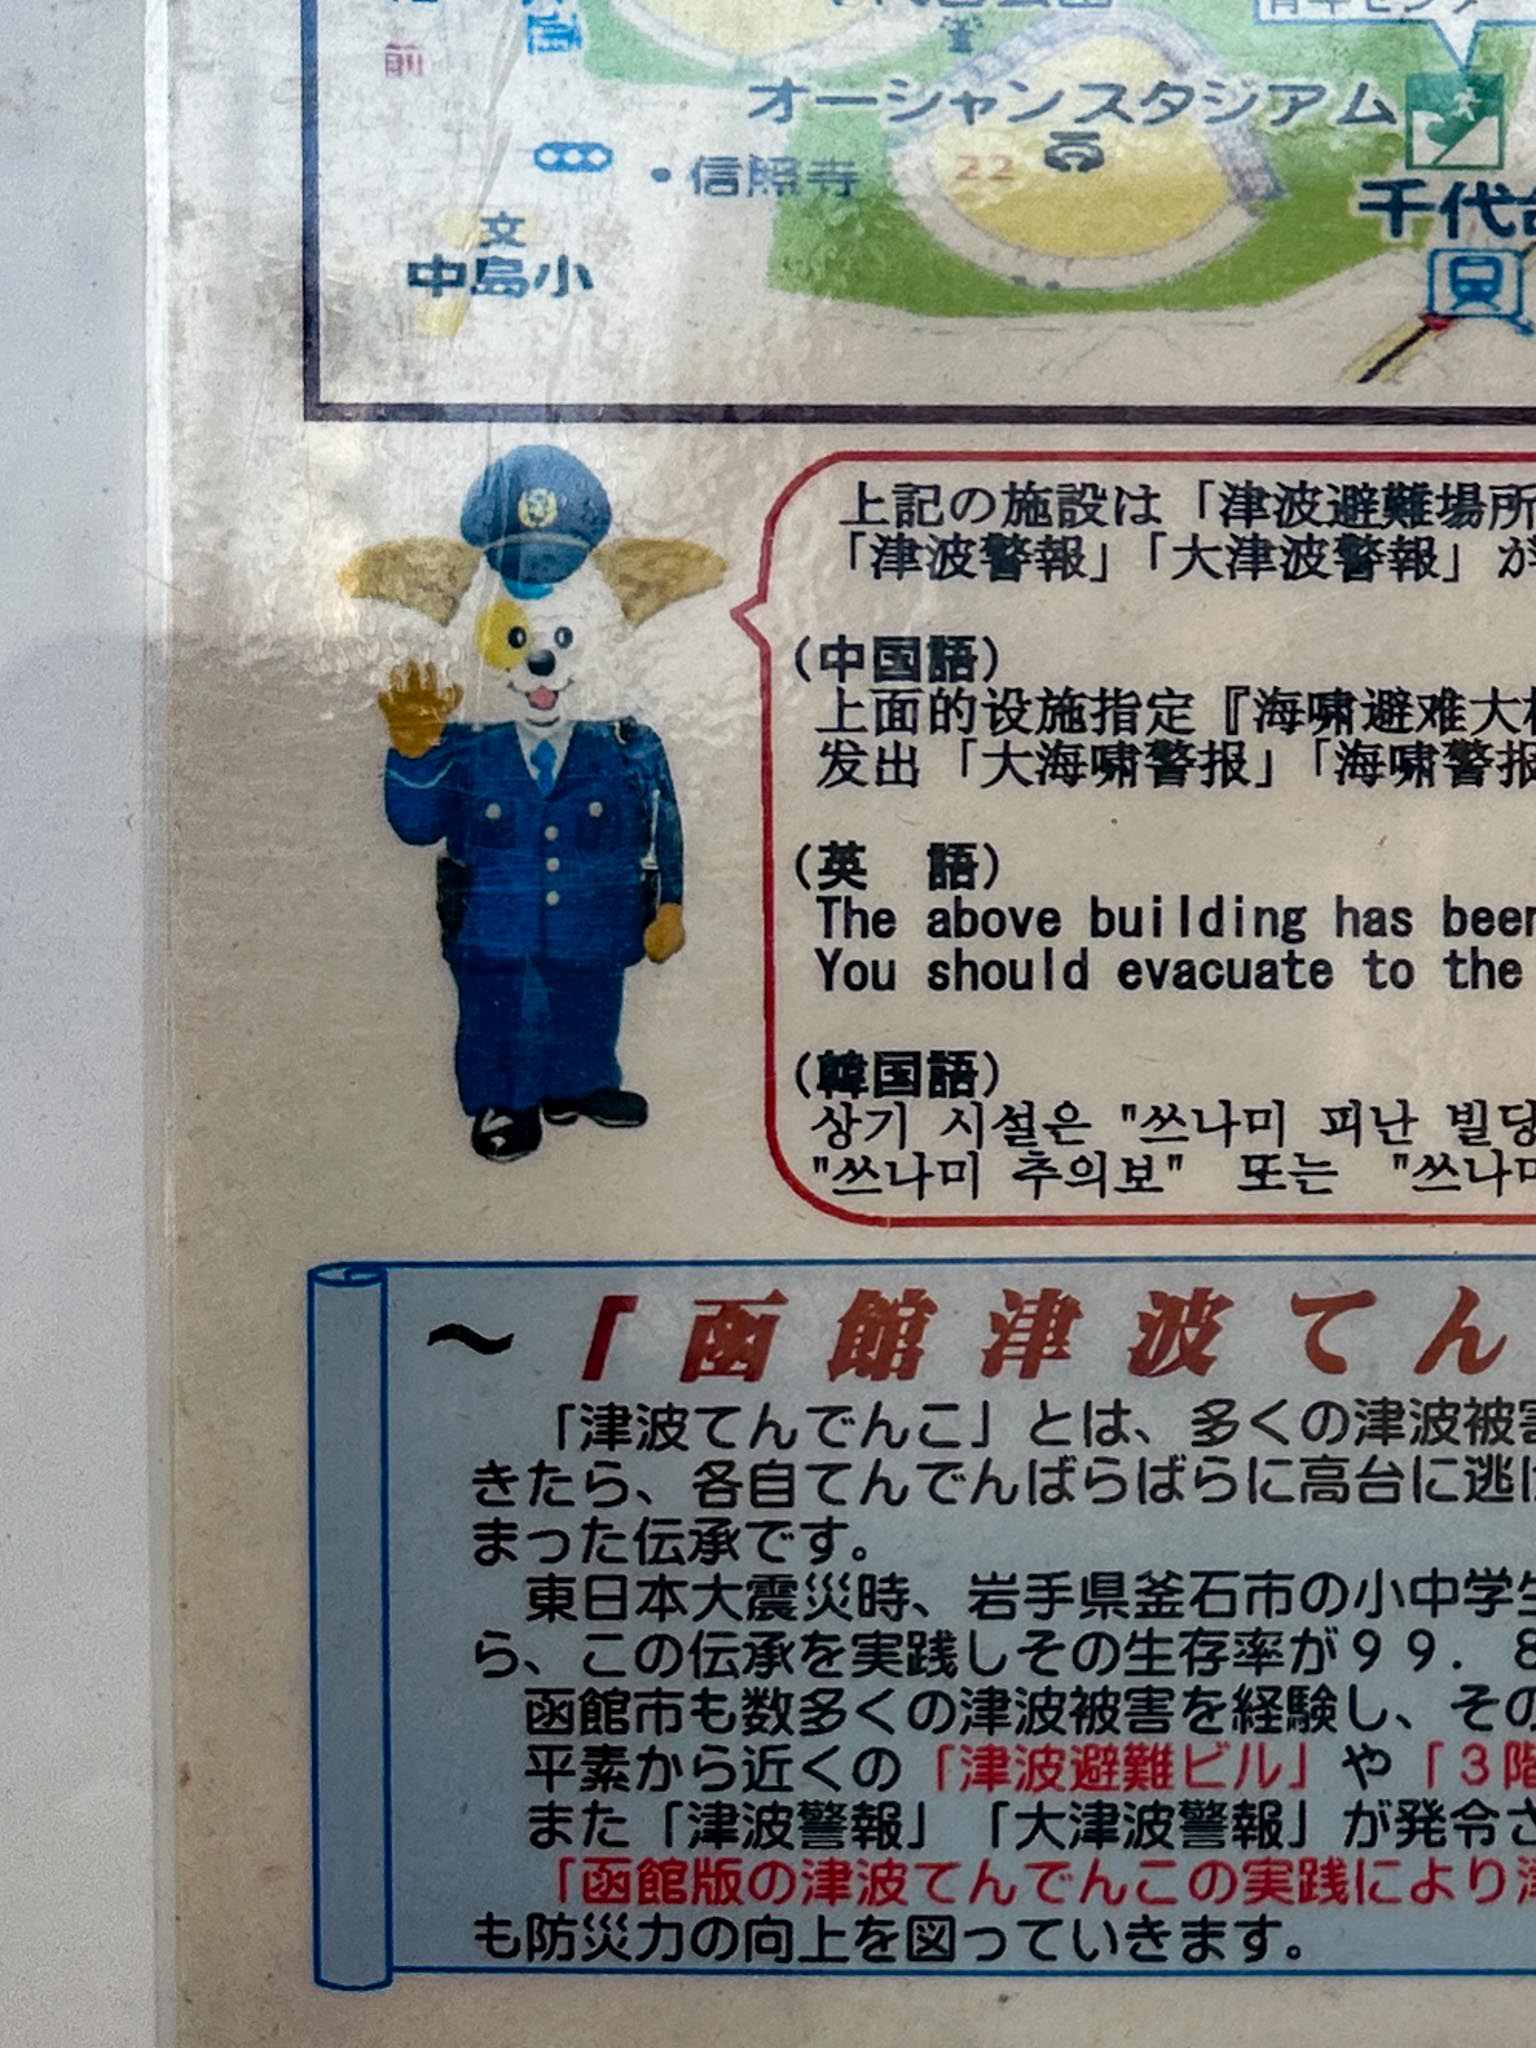 前
オーシャンスタジアム
22
・信照寺
文
中島小
千代
上記の施設は「津波避難場所
「津波警報」「大津波警報」が
(中国語)
上面的设施指定『海啸避难大
发出「大海啸警报」「海啸警报
(英　語)
The above building has been
You should evacuate to the
(韓国語)
상기 시설은 "쓰나미 피난 빌딩
"쓰나미 추의보" 또는 "쓰나미
～「函館津波てん
「津波てんでんこ」とは、多くの津波被害
きたら、各自てんでんばらばらに高台に逃げ
まった伝承です。
東日本大震災時、岩手県釜石市の小中学生
ら、この伝承を実践しその生存率が９９．８
函館市も数多くの津波被害を経験し、その
平素から近くの「津波避難ビル」や「３階
また「津波警報」「大津波警報」が発令さ
「函館版の津波てんでんこの実践により津
も防災力の向上を図っていきます。